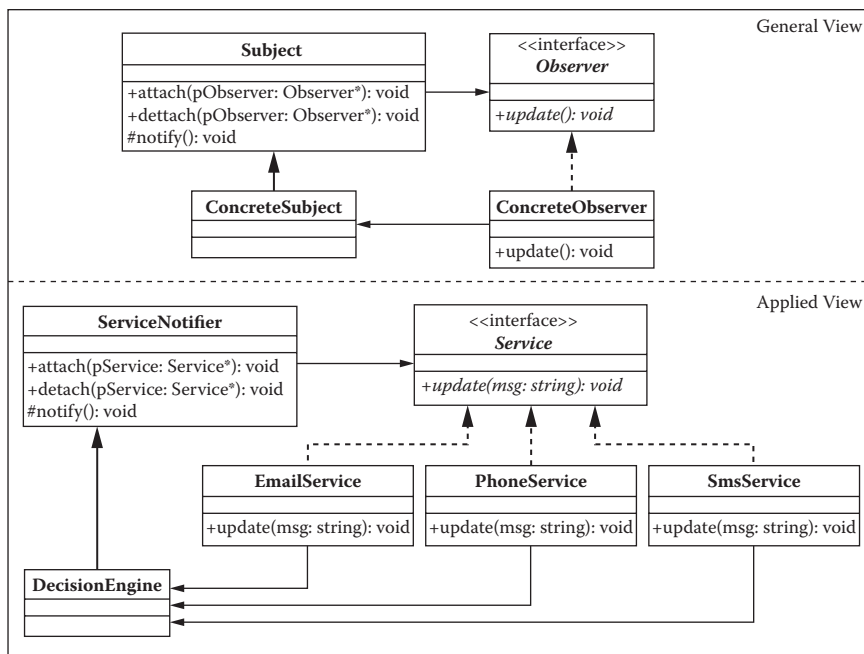 General View
Subject
+attach(pObserver: Observer*): void
+dettach(pObserver: Observer*): void
#notify(): void
<<interface>>
Observer
+update(): void
ConcreteSubject
ConcreteObserver
+update(): void
Applied View
ServiceNotifier
+attach(pService: Service*): void
+detach(pService: Service*): void
#notify(): void
<<interface>>
Service
+update(msg: string): void
EmailService
+update(msg: string): void
PhoneService
+update(msg: string): void
SmsService
+update(msg: string): void
DecisionEngine